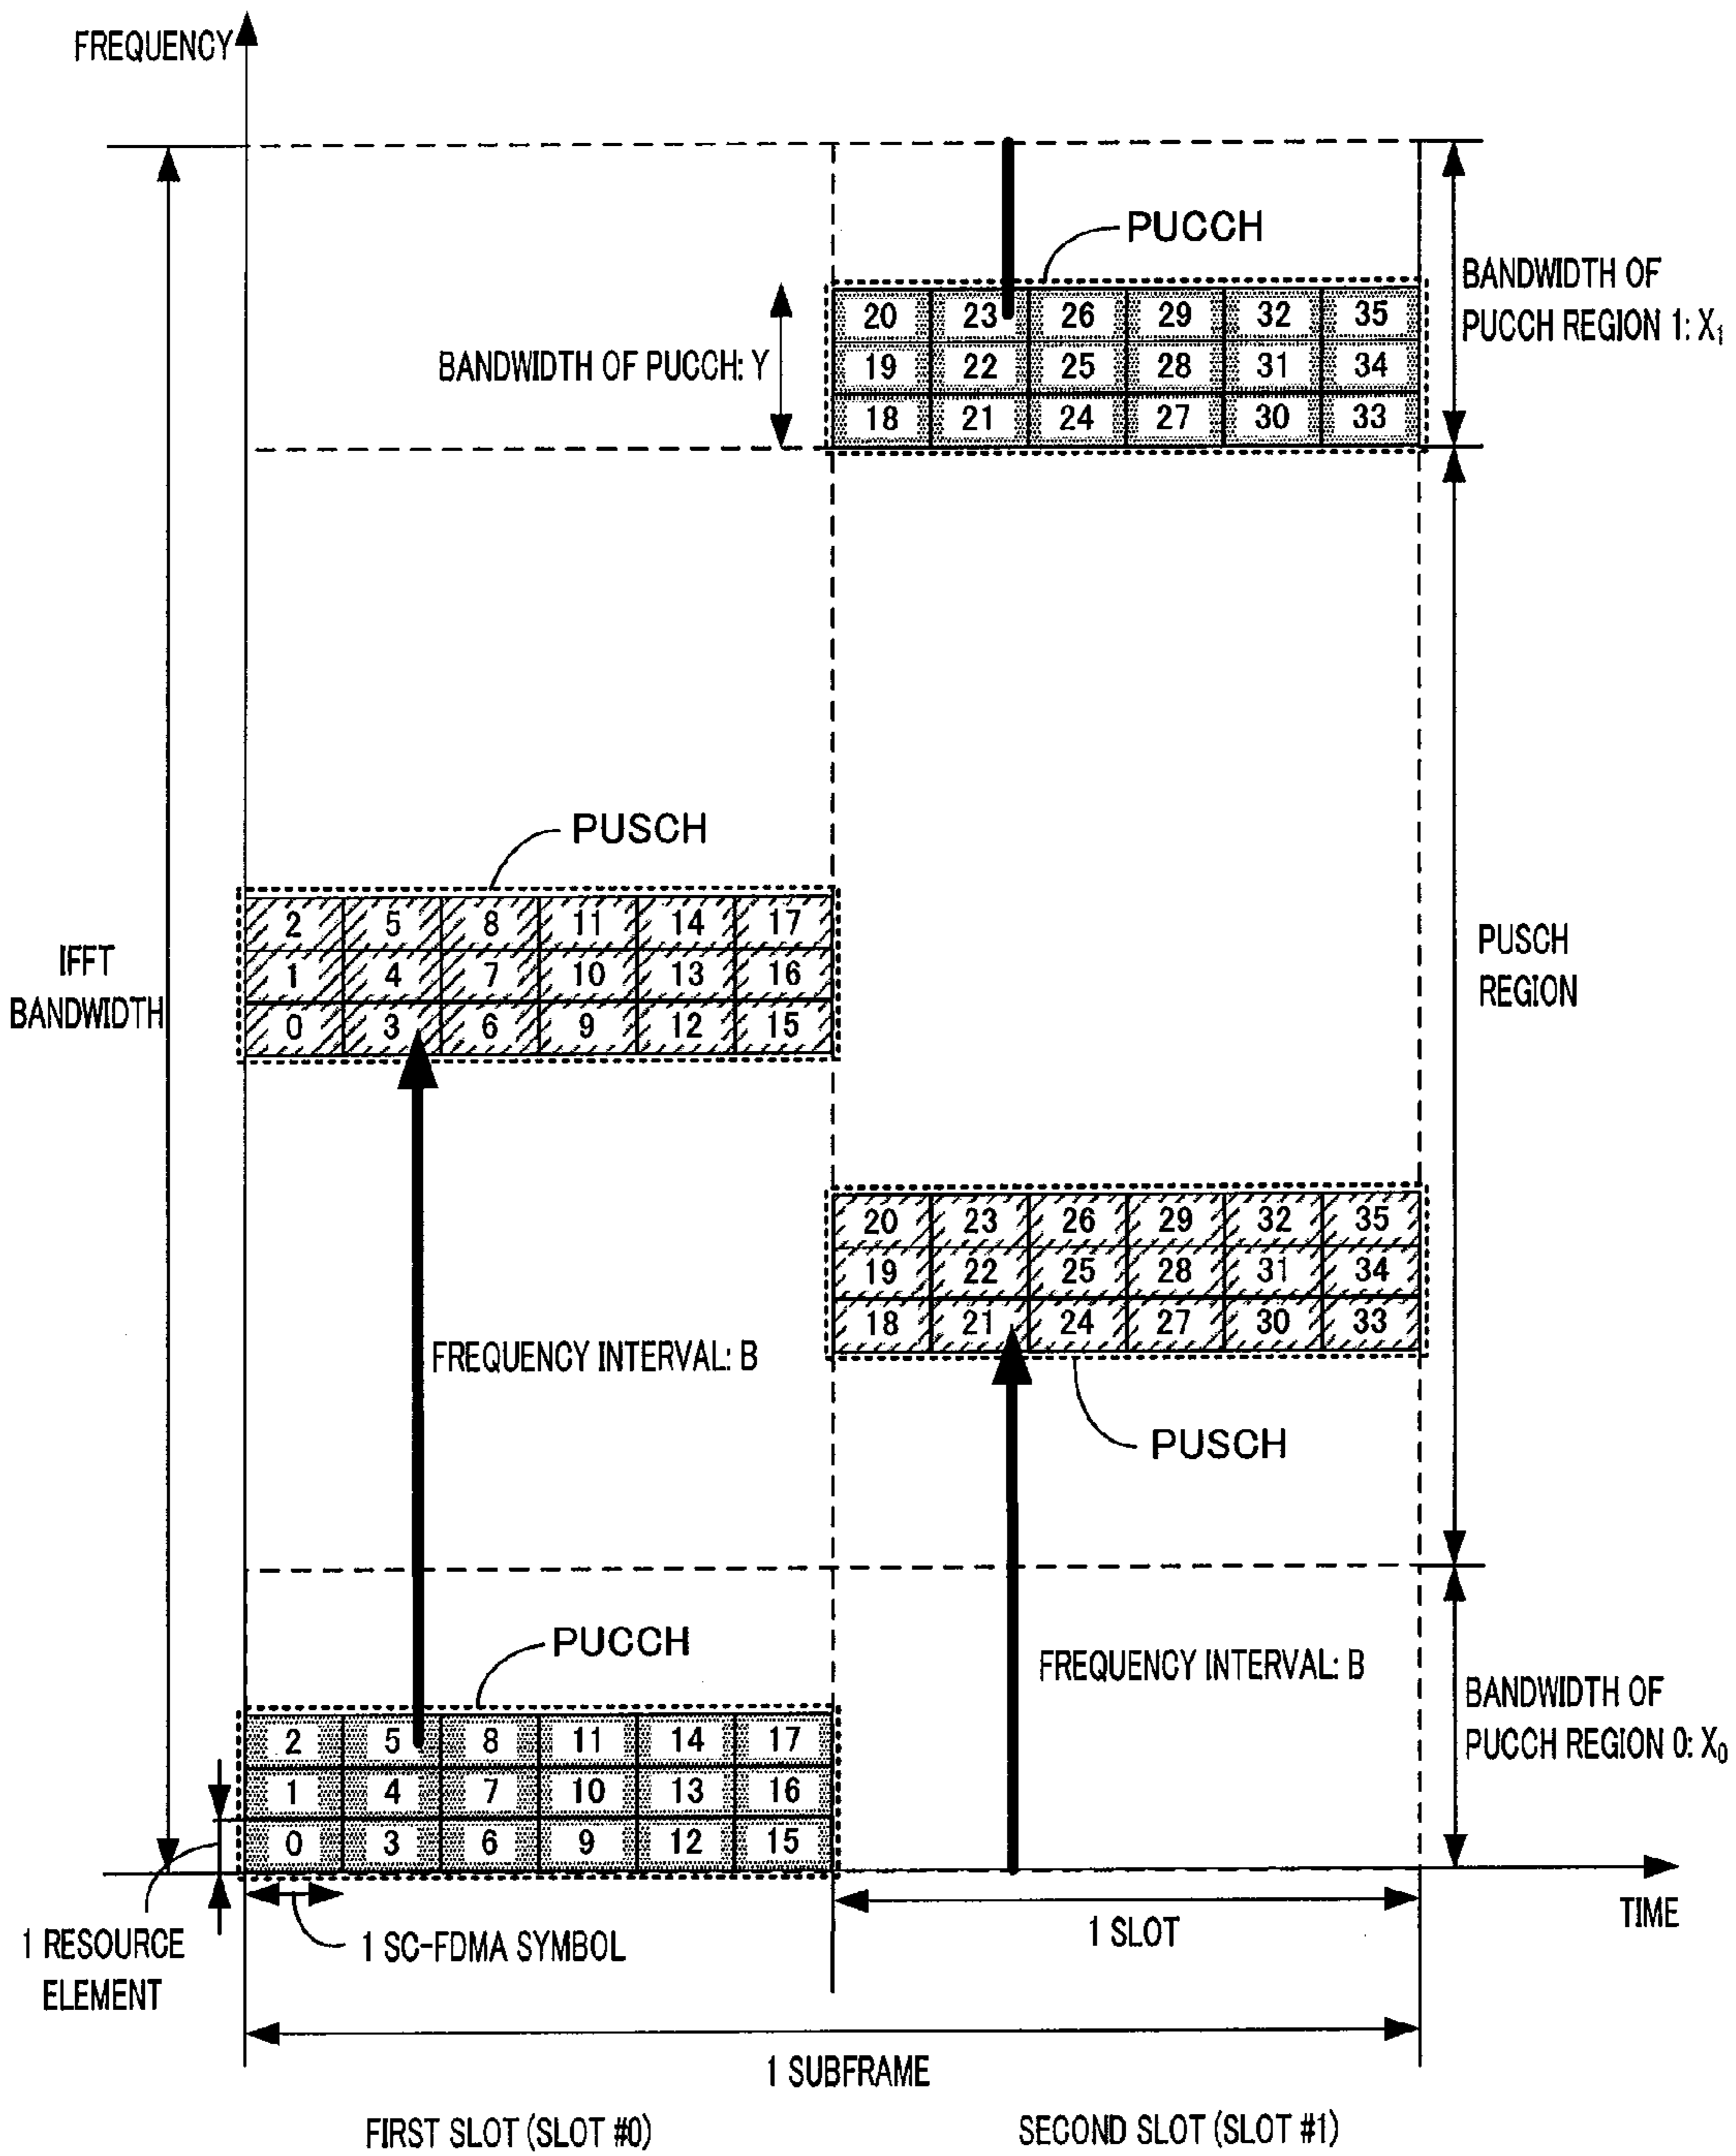 FREQUENCY
PUCCH
BANDWIDTH OF
PUCCH REGION 1: X1
20 23 26 29 32 35
BANDWIDTH OF PUCCH: Y
19 22 25 28 31 34
18 21 24 27 30 33
PUSCH
2 5 8 11 14 17
1 4 7 10 13 16
0 3 6 9 12 15
IFFT
BANDWIDTH
PUSCH
REGION
20 23 26 29 32 35
19 22 25 28 31 34
18 21 24 27 30 33
FREQUENCY INTERVAL: B
PUSCH
PUCCH
FREQUENCY INTERVAL: B
BANDWIDTH OF
PUCCH REGION 0: X0
2 5 8 11 14 17
1 4 7 10 13 16
0 3 6 9 12 15
TIME
1 RESOURCE
ELEMENT
1 SC-FDMA SYMBOL
1 SLOT
1 SUBFRAME
FIRST SLOT (SLOT #0)
SECOND SLOT (SLOT #1)